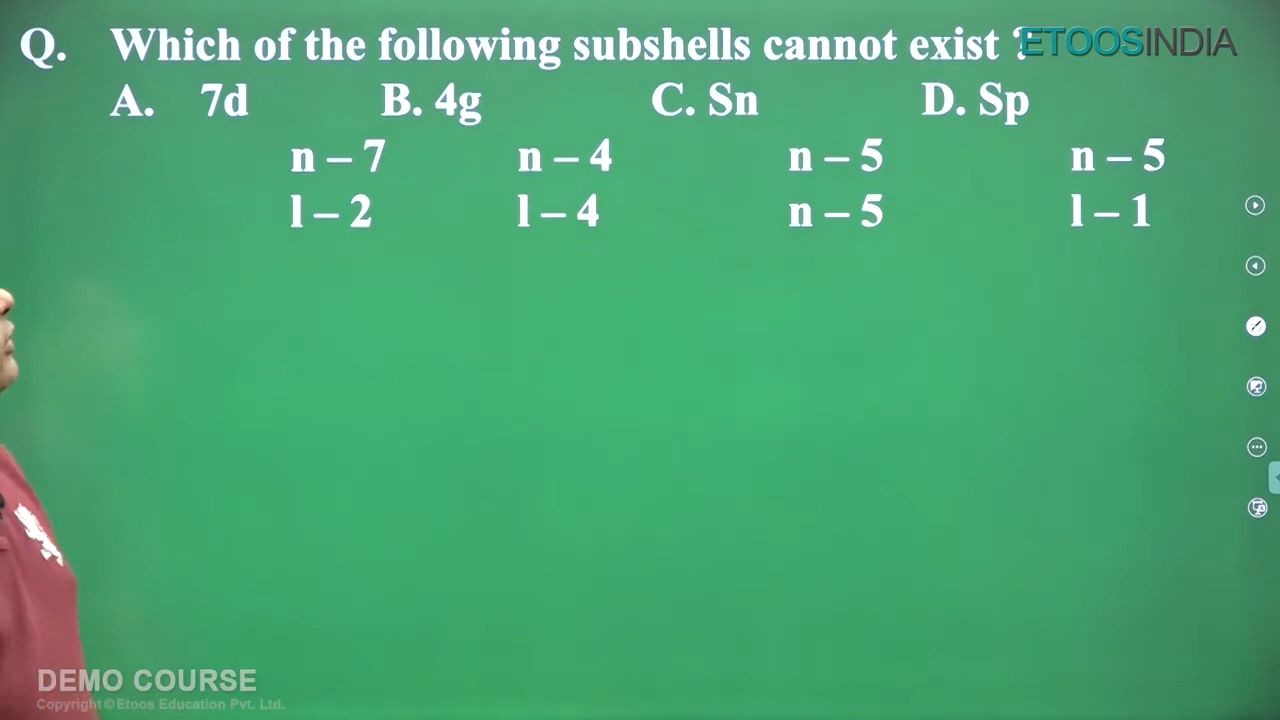 Q. Which of the following subshells cannot exist ?
ETOOSINDIA
A. 7d B. 4g C. Sn D. Sp
n – 7 n – 4 n – 5 n – 5
l – 2 l – 4 n – 5 l – 1
DEMO COURSE
Copyright©Etoos Education Pvt. Ltd.